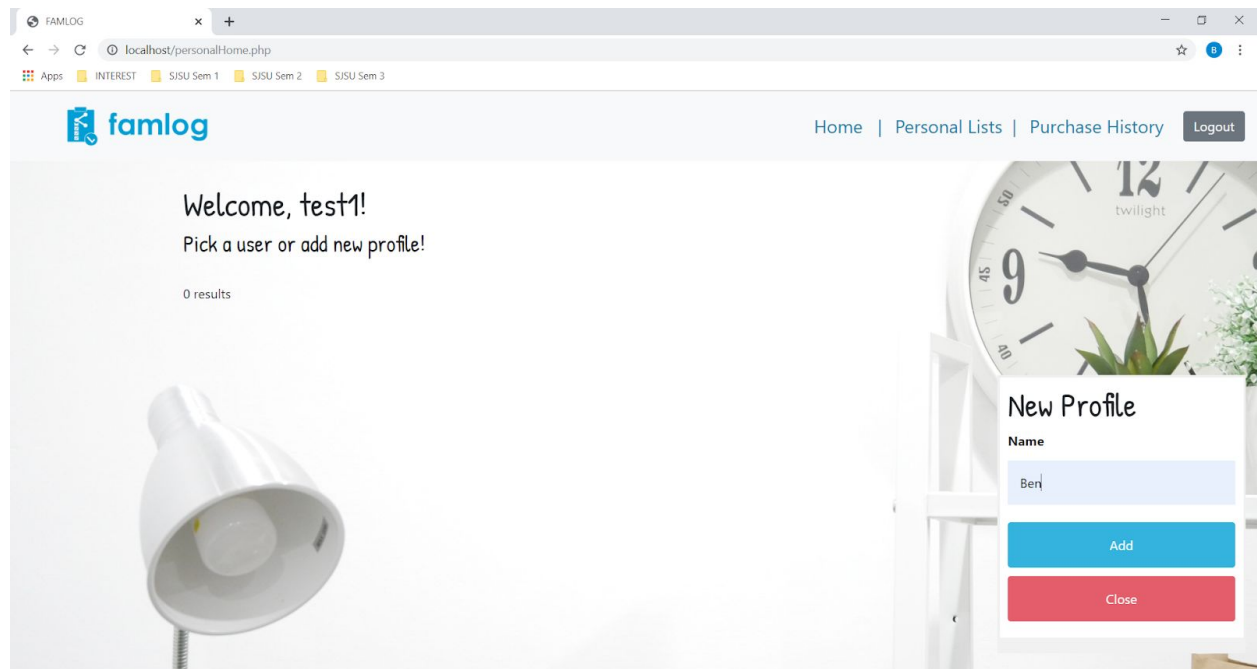 FAMLOG
localhost/personalHome.php
B
Apps INTEREST SJSU Sem 1 SJSU Sem 2 SJSU Sem 3
famlog
Home | Personal Lists | Purchase History Logout
Welcome, test1!
Pick a user or add new profile!
0 results
12
twilight
50
9
45
40
New Profile
Name
Ben
Add
Close